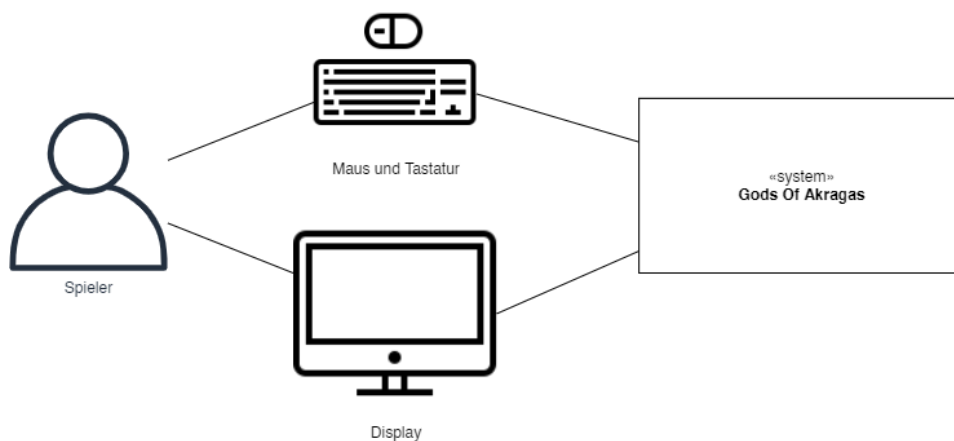 Maus und Tastatur
«system»
Gods Of Akragas
Spieler
Display